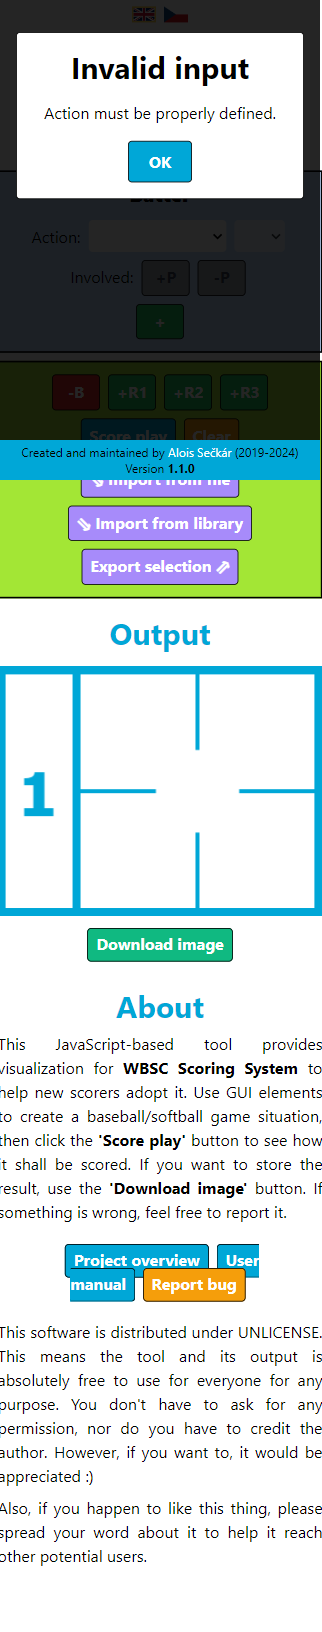 Invalid input
Action must be properly defined.
OK
Batter
Action:
Involved: +P -P
+
-B +R1 +R2 +R3
Score play Clear
Created and maintained by Alois Sečkár (2019-2024)
Version 1.1.0
Import from file
Import from library
Export selection
Output
1
Download image
About
This JavaScript-based tool provides
visualization for WBSC Scoring System to
help new scorers adopt it. Use GUI elements
to create a baseball/softball game situation,
then click the 'Score play' button to see how
it shall be scored. If you want to store the
result, use the 'Download image' button. If
something is wrong, feel free to report it.
Project overview User
manual Report bug
This software is distributed under UNLICENSE.
This means the tool and its output is
absolutely free to use for everyone for any
purpose. You don't have to ask for any
permission, nor do you have to credit the
author. However, if you want to, it would be
appreciated :)
Also, if you happen to like this thing, please
spread your word about it to help it reach
other potential users.